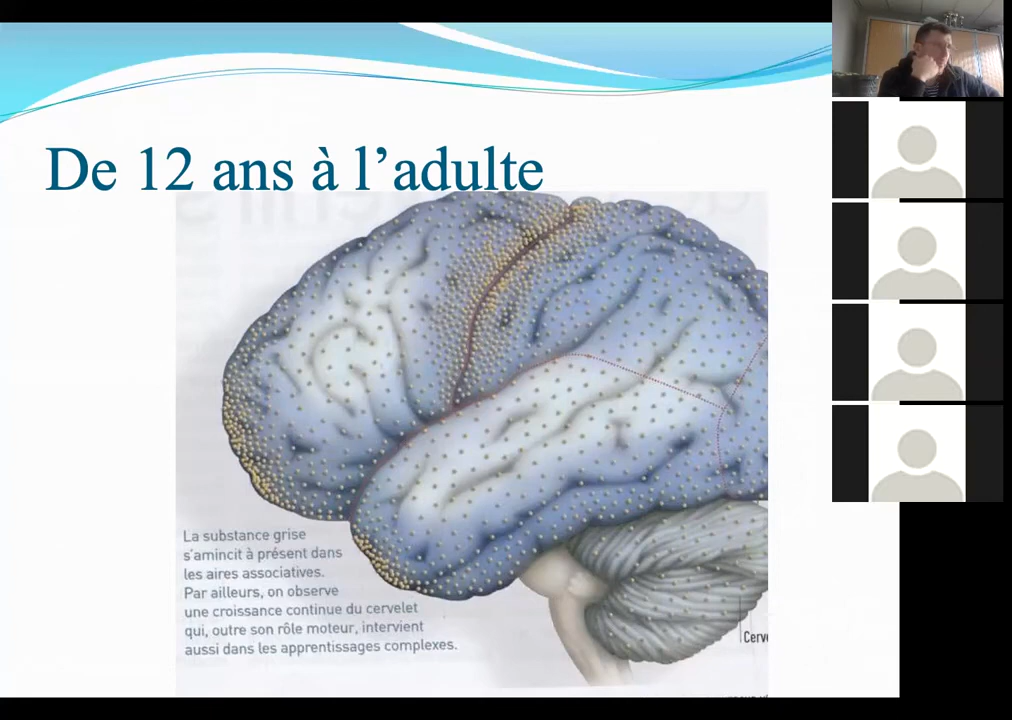 De 12 ans à l'adulte
La substance grise
s'amincit à présent dans
les aires associatives.
Par ailleurs, on observe
une croissance continue du cervelet
qui, outre son rôle moteur, intervient
aussi dans les apprentissages complexes.
Cerve